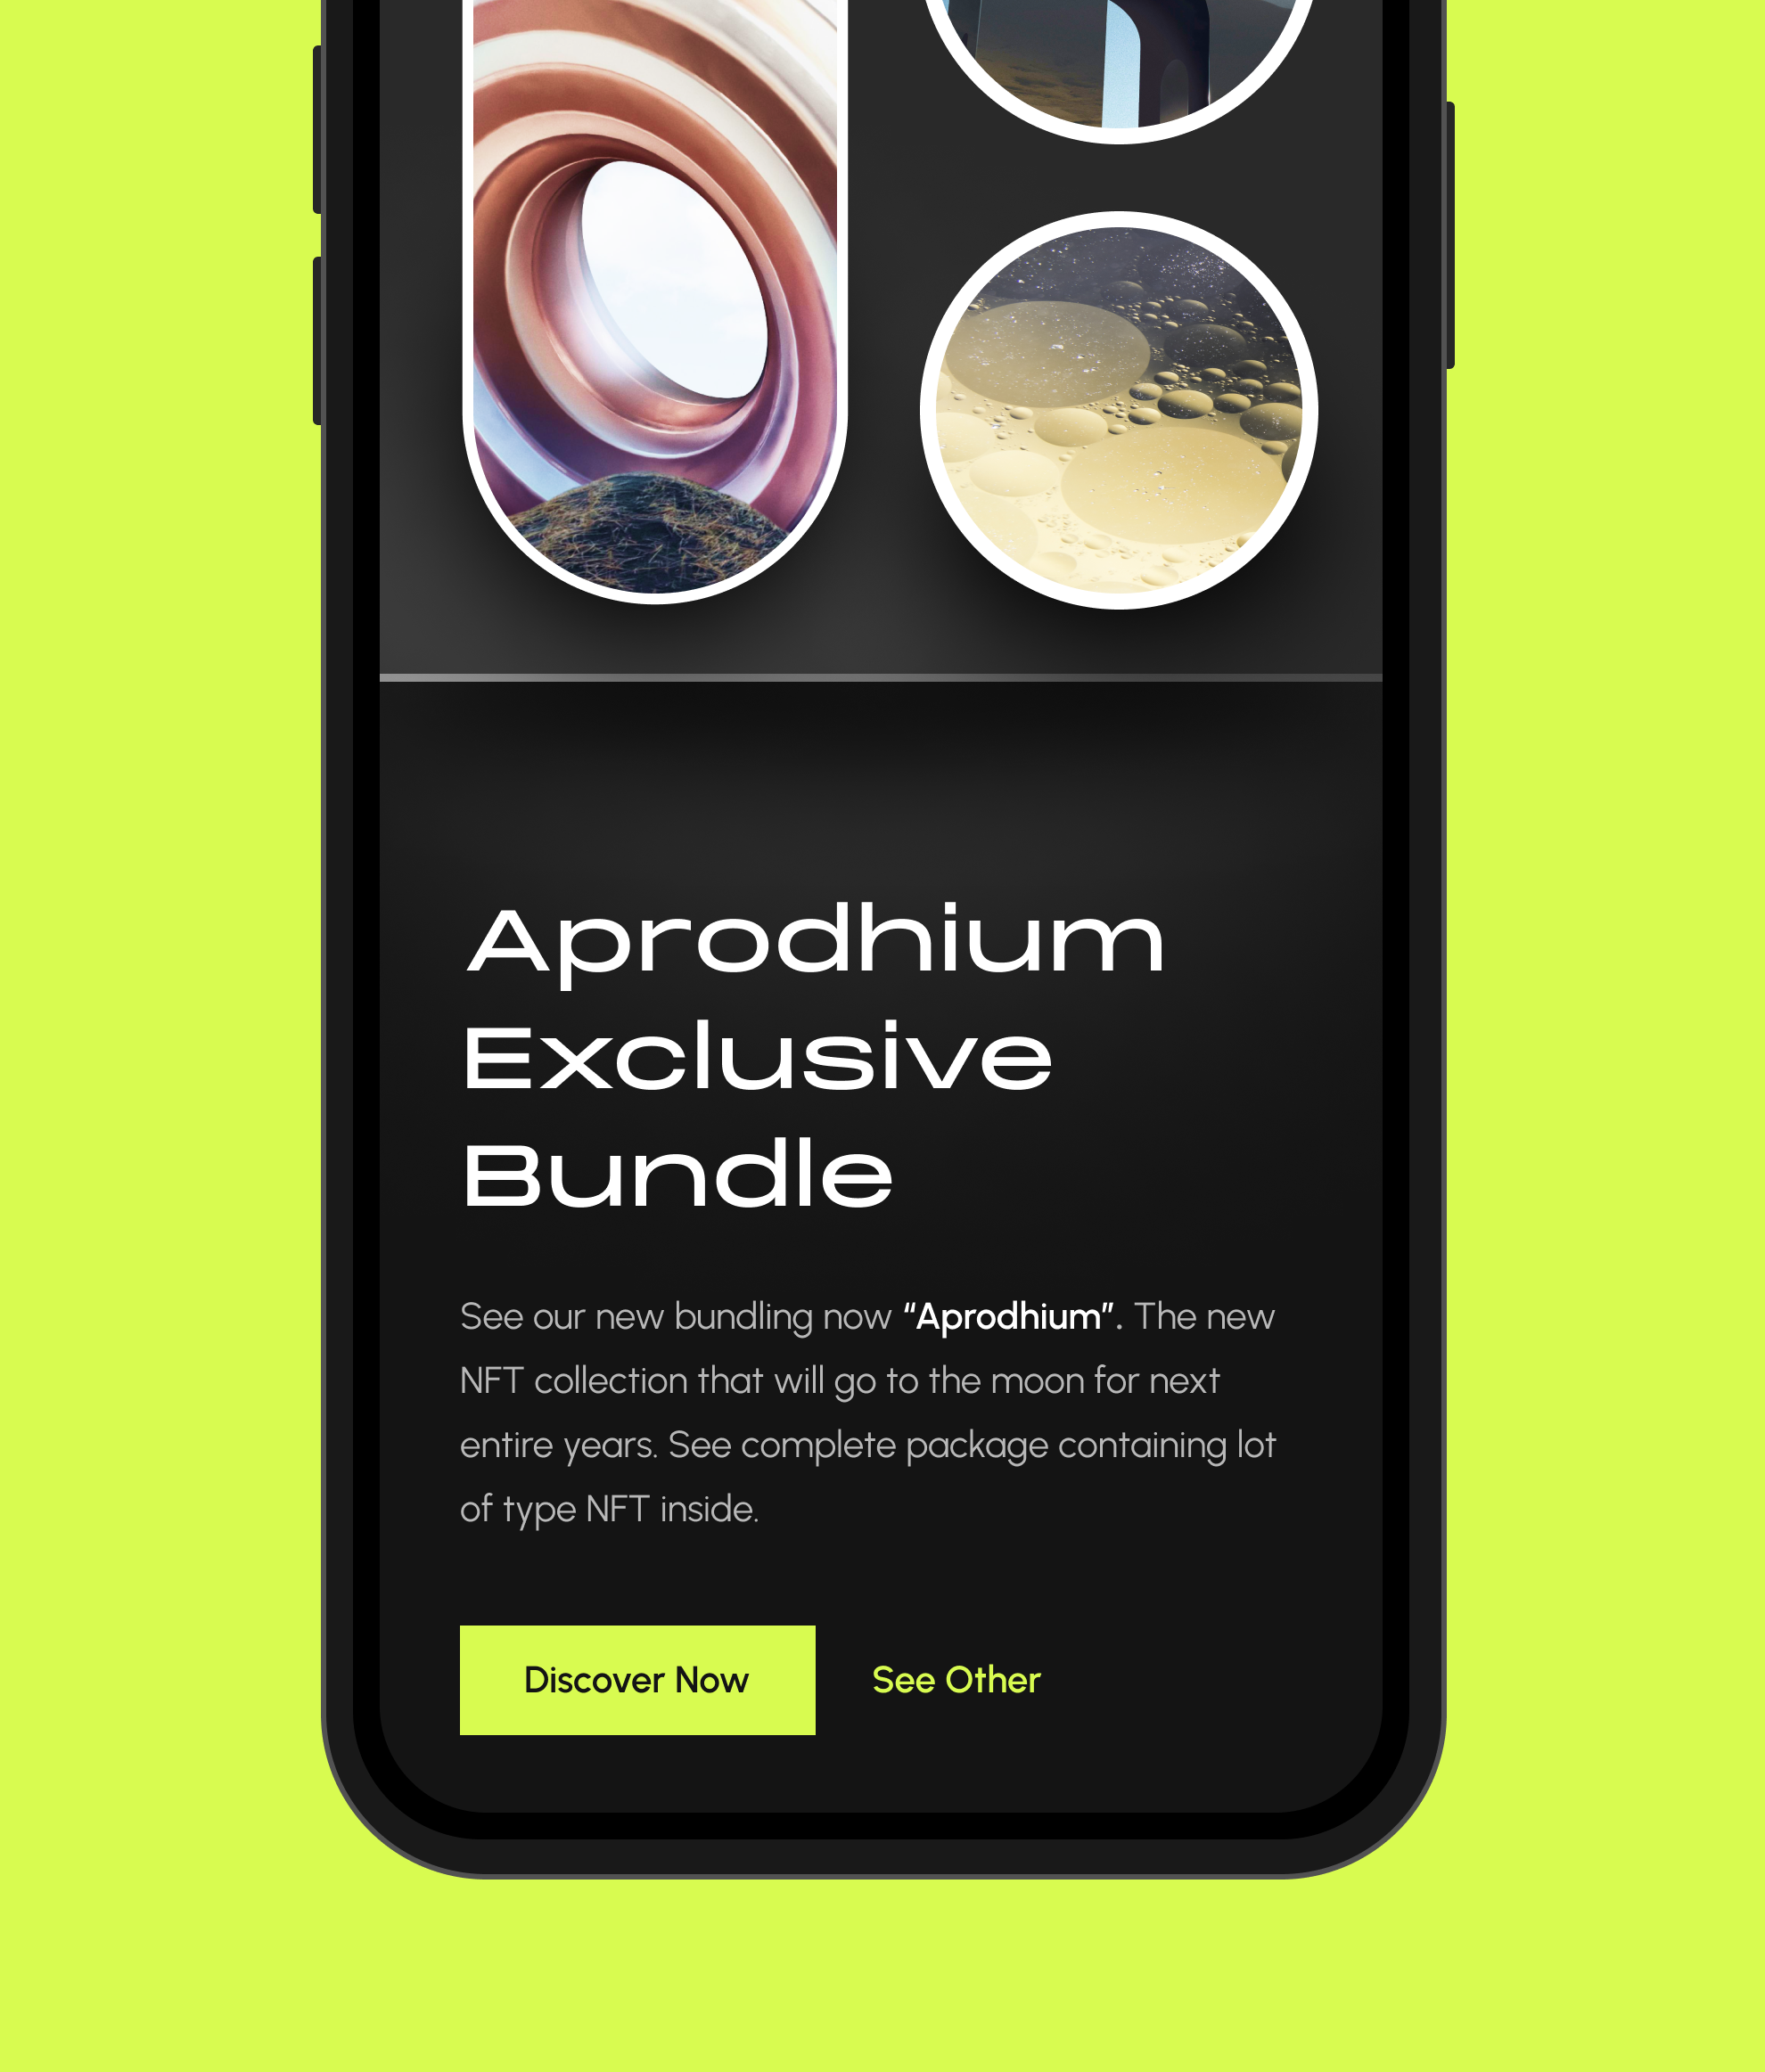 Aprodhium
Exclusive
Bundle
See our new bundling now “Aprodhium”. The new
NFT collection that will go to the moon for next
entire years. See complete package containing lot
of type NFT inside.
Discover Now
See Other